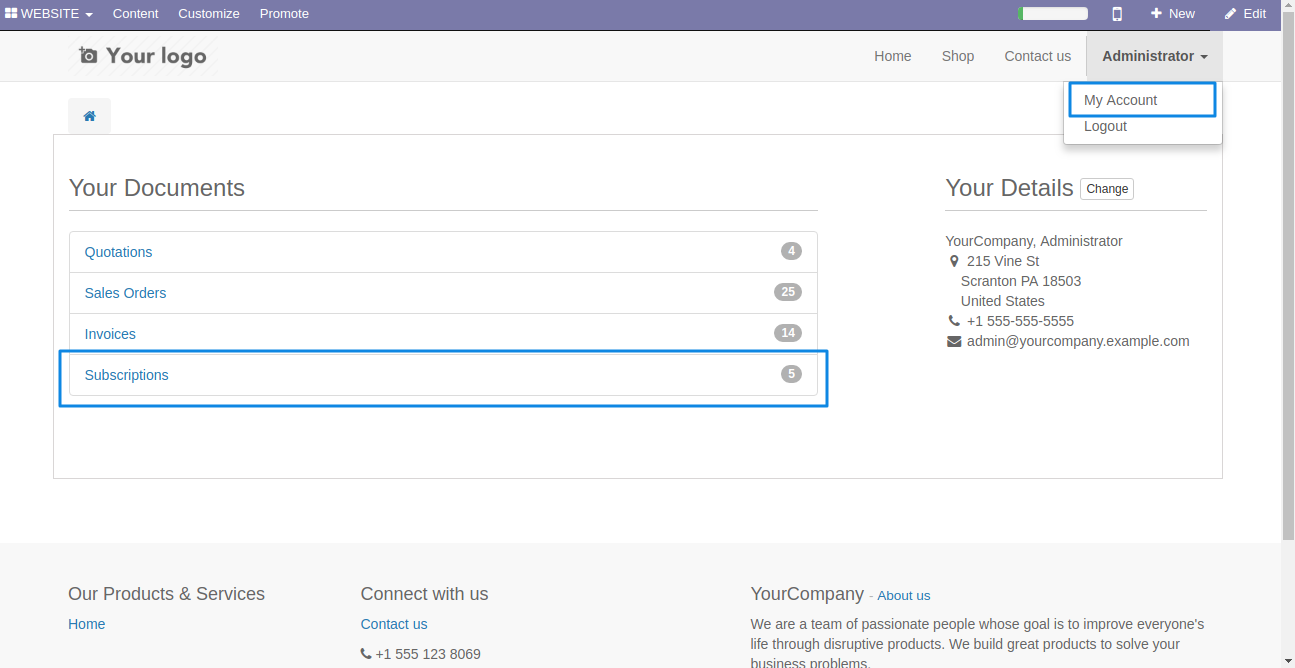 WEBSITE Content Customize Promote New Edit
Your logo Home Shop Contact us Administrator
My Account
Logout
Your Documents
Quotations 4
Sales Orders 25
Invoices 14
Subscriptions 5
Your Details Change
YourCompany, Administrator
215 Vine St
Scranton PA 18503
United States
+1 555-555-5555
admin@yourcompany.example.com
Our Products & Services
Home
Connect with us
Contact us
+1 555 123 8069
YourCompany - About us
We are a team of passionate people whose goal is to improve everyone's
life through disruptive products. We build great products to solve your
business problems.